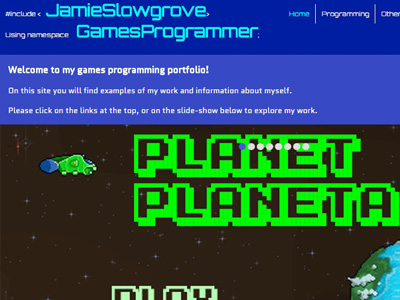 #include < JamieSlowgrove>
Home Programming Other
Using namespace GamesProgrammer;
Welcome to my games programming portfolio!
On this site you will find examples of my work and information about myself.
Please click on the links at the top, or on the slide-show below to explore my work.
PLANET
PLANETA
PLAY